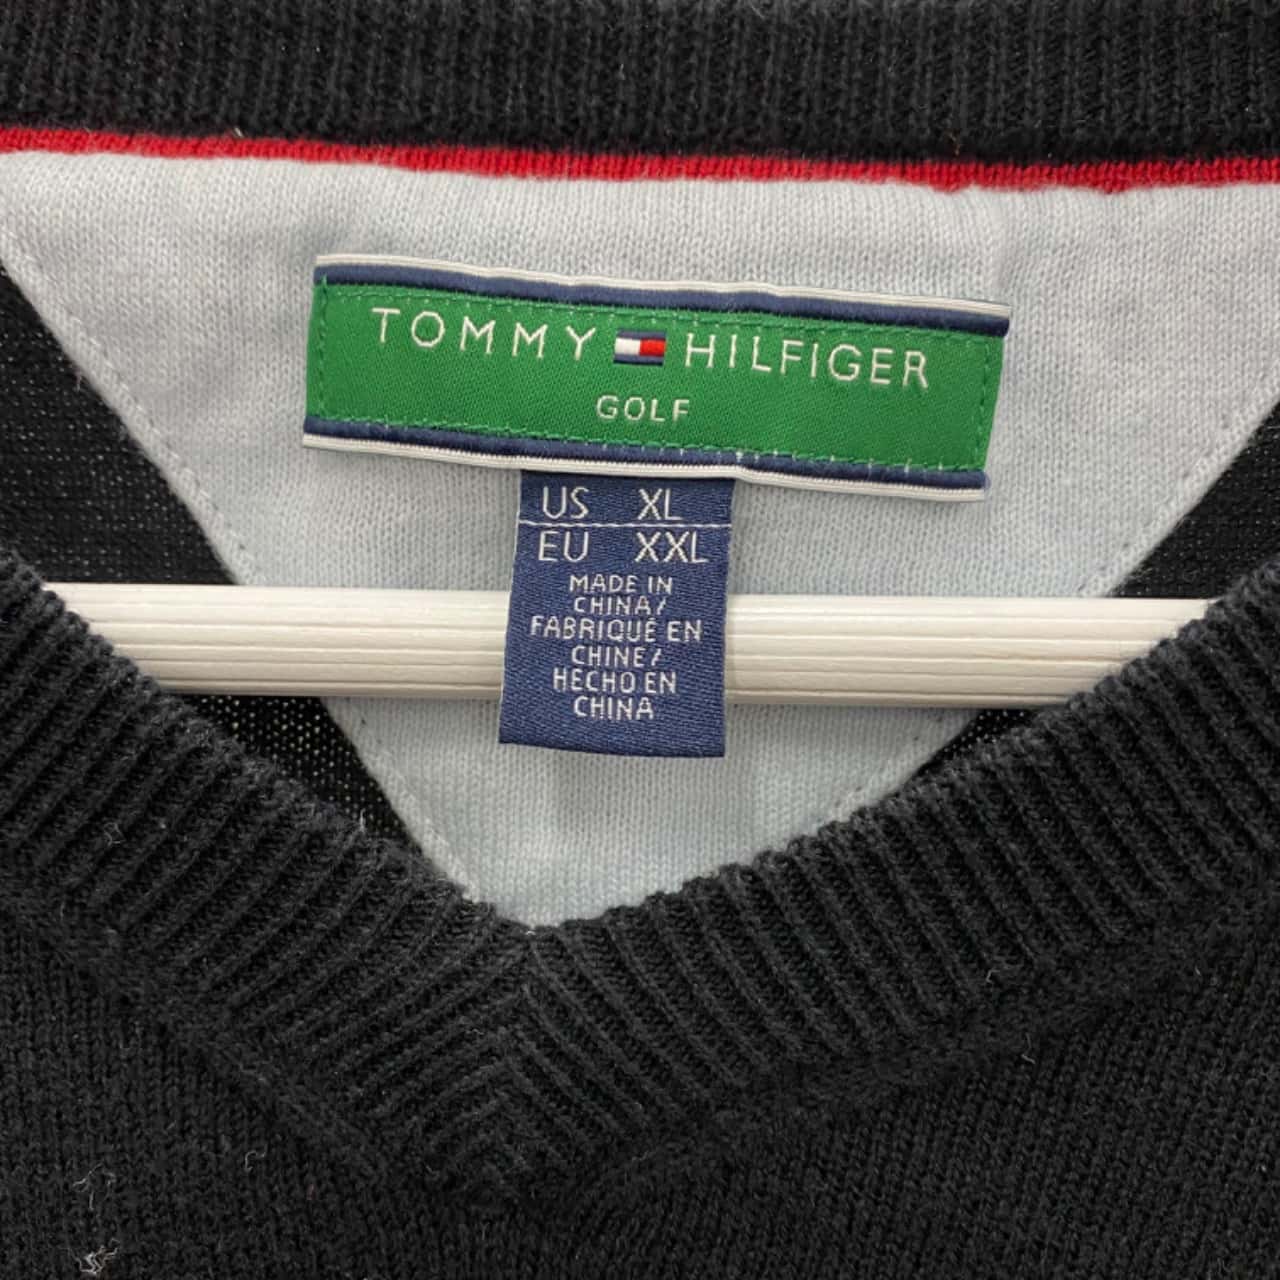 TOMMY HILFIGER
GOLF
US XL
EU XXL
MADE IN
CHINA/
FABRIQUÉ EN
CHINE/
HECHO EN
CHINA